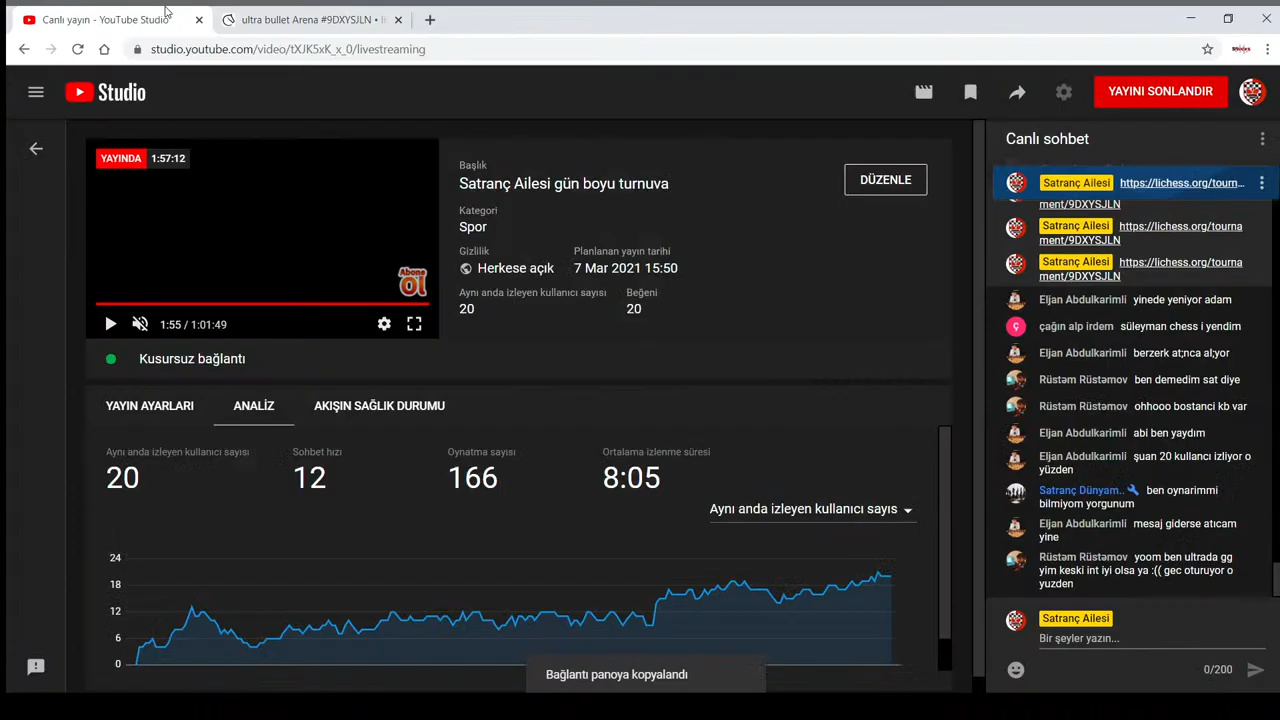 Canlı yayın - YouTube Studio
ultra bullet Arena #9DXYSJLN • li
studio.youtube.com/video/tXJK5xK_x_0/livestreaming
Studio
YAYINI SONLANDIR
YAYINDA 1:57:12
Abone
ol
1:55 / 1:01:49
Kusursuz bağlantı
Başlık
Satranç Ailesi gün boyu turnuva
DÜZENLE
Kategori
Spor
Gizlilik
Herkese açık
Planlanan yayın tarihi
7 Mar 2021 15:50
Aynı anda izleyen kullanıcı sayısı
20
Beğeni
20
YAYIN AYARLARI
ANALİZ
AKIŞIN SAĞLIK DURUMU
Aynı anda izleyen kullanıcı sayısı
20
Sohbet hızı
12
Oynatma sayısı
166
Ortalama izlenme süresi
8:05
Aynı anda izleyen kullanıcı sayıs
24
18
12
6
0
Bağlantı panoya kopyalandı
Canlı sohbet
Satranç Ailesi https://lichess.org/tourn...
ment/9DXYSJLN
Satranç Ailesi https://lichess.org/tourna
ment/9DXYSJLN
Satranç Ailesi https://lichess.org/tourna
ment/9DXYSJLN
Eljan Abdulkarimli yinede yeniyor adam
Ç
çağın alp irdem süleyman chess i yendim
Eljan Abdulkarimli berzerk at;nca al;yor
Rüstəm Rüstəmov ben demedim sat diye
Rüstəm Rüstəmov ohhooo bostanci kb var
Eljan Abdulkarimli abi ben yaydım
Eljan Abdulkarimli şuan 20 kullancı izliyor o
yüzden
Satranç Dünyam.. ben oynarimmi
bilmiyom yorgunum
Eljan Abdulkarimli mesaj giderse atıcam
yine
Rüstəm Rüstəmov yoom ben ultrada gg
yim keski int iyi olsa ya :(( gec oturuyor o
yuzden
Satranç Ailesi
Bir şeyler yazın...
0/200